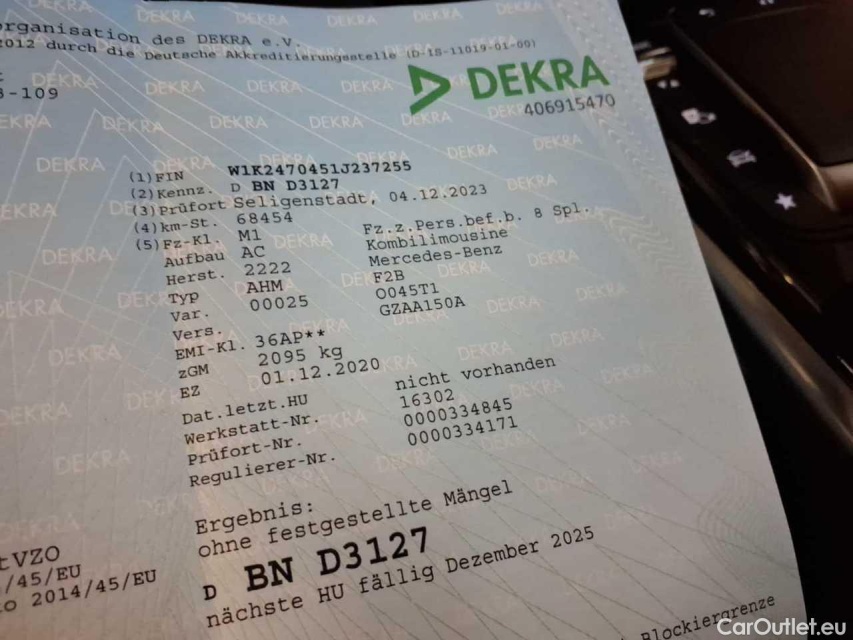 organisation des DEKRA e.V.
2012 durch die Deutsche Akkreditierungsstelle (D-IS-11019-01-00)
-109
DEKRA
406915470
(1) FIN W1K2470451J237255
(2) Kennz. D BN D3127
(3) Prüfort Seligenstadt, 04.12.2023
(4) km-St. 68454
(5) Fz-Kl. M1 Fz.z.Pers.bef.b. 8 Spl.
Aufbau AC Kombilimousine
Herst. 2222 Mercedes-Benz
Typ AHM F2B
Var. 00025 0045T1
Vers. GZAA150A
EMI-Kl. 36AP**
zGM 2095 kg
EZ 01.12.2020
Dat.letzt.HU nicht vorhanden
Werkstatt-Nr. 16302
Prüfort-Nr. 0000334845
Regulierer-Nr. 0000334171
Ergebnis:
ohne festgestellte Mängel
D BN D3127
nächste HU fällig Dezember 2025
tVZO
/45/EU
o 2014/45/EU
Blockiergrenze
CarOutlet.eu